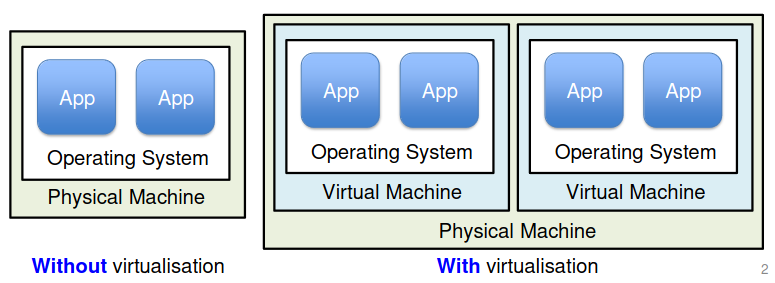 App App
Operating System
Physical Machine
Without virtualisation
App App
Operating System
Virtual Machine
App App
Operating System
Virtual Machine
Physical Machine
With virtualisation
2